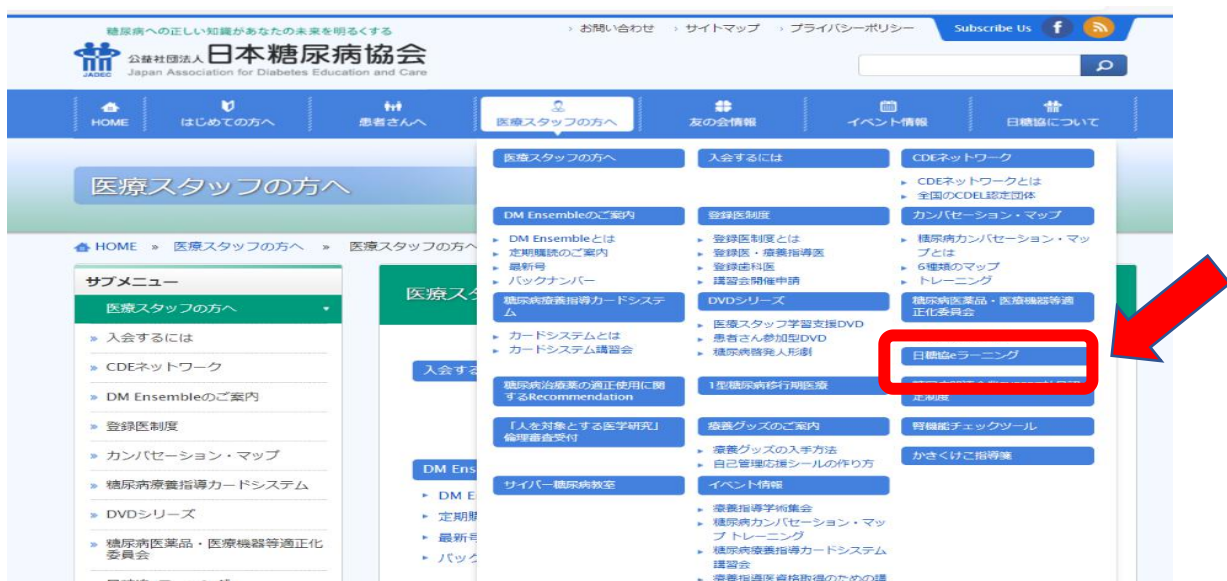 糖尿病への正しい知識があなたの未来を明るくする
お問い合わせ サイトマップ プライバシーポリシー Subscribe Us
公益社団法人日本糖尿病協会
JADEC Japan Association for Diabetes Education and Care
HOME はじめての方へ 患者さんへ 医療スタッフの方へ 友の会情報 イベント情報 日糖協について
医療スタッフの方へ
HOME » 医療スタッフの方へ » 医療スタッフの方へ
サブメニュー
医療スタッフの方へ
» 入会するには
» CDEネットワーク
» DM Ensembleのご案内
» 登録医制度
» カンバセーション・マップ
» 糖尿病療養指導カードシステム
» DVDシリーズ
» 糖尿病医薬品・医療機器等適正化
委員会
医療スタ
入会する
DM Ens
DM E
定期購
最新号
バック
医療スタッフの方へ
DM Ensembleのご案内
DM Ensembleとは
定期購読のご案内
最新号
バックナンバー
糖尿病療養指導カードシステ
ム
カードシステムとは
カードシステム講習会
糖尿病治療薬の適正使用に関
するRecommendation
「人を対象とする医学研究」
倫理審査受付
サイバー糖尿病教室
入会するには
登録医制度
登録医制度とは
登録医・療養指導医
登録歯科医
講習会開催申請
DVDシリーズ
医療スタッフ学習支援DVD
患者さん参加型DVD
糖尿病啓発人形劇
1型糖尿病移行期医療
療養グッズのご案内
療養グッズの入手方法
自己管理応援シールの作り方
イベント情報
療養指導学術集会
糖尿病カンバセーション・マッ
プ トレーニング
糖尿病療養指導カードシステム
講習会
療養指導医資格取得のための講
CDEネットワーク
CDEネットワークとは
全国のCDEL認定団体
カンバセーション・マップ
糖尿病カンバセーション・マッ
プとは
6種類のマップ
トレーニング
糖尿病医薬品・医療機器等適
正化委員会
日糖協eラーニング
定制度
腎機能チェックツール
かさくけこ指導箋